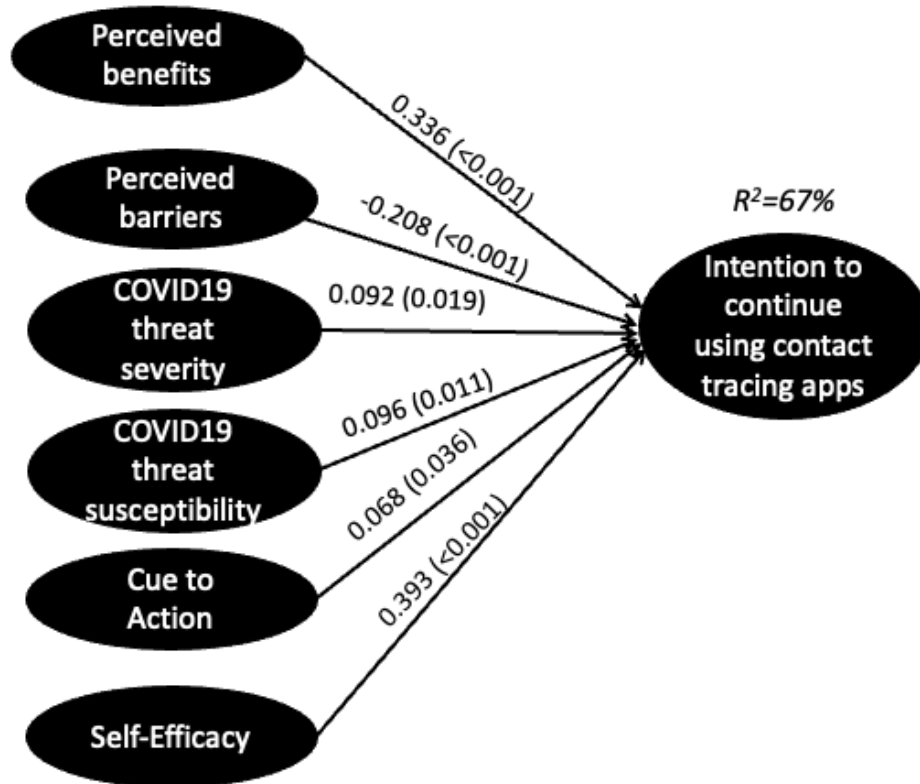 Perceived
benefits
0.336 (<0.001)
Perceived
barriers
-0.208 (<0.001)
R²=67%
COVID19
threat
severity
0.092 (0.019)
Intention to
continue
using contact
tracing apps
COVID19
threat
susceptibility
0.096 (0.011)
Cue to
Action
0.068 (0.036)
Self-Efficacy
0.393 (<0.001)